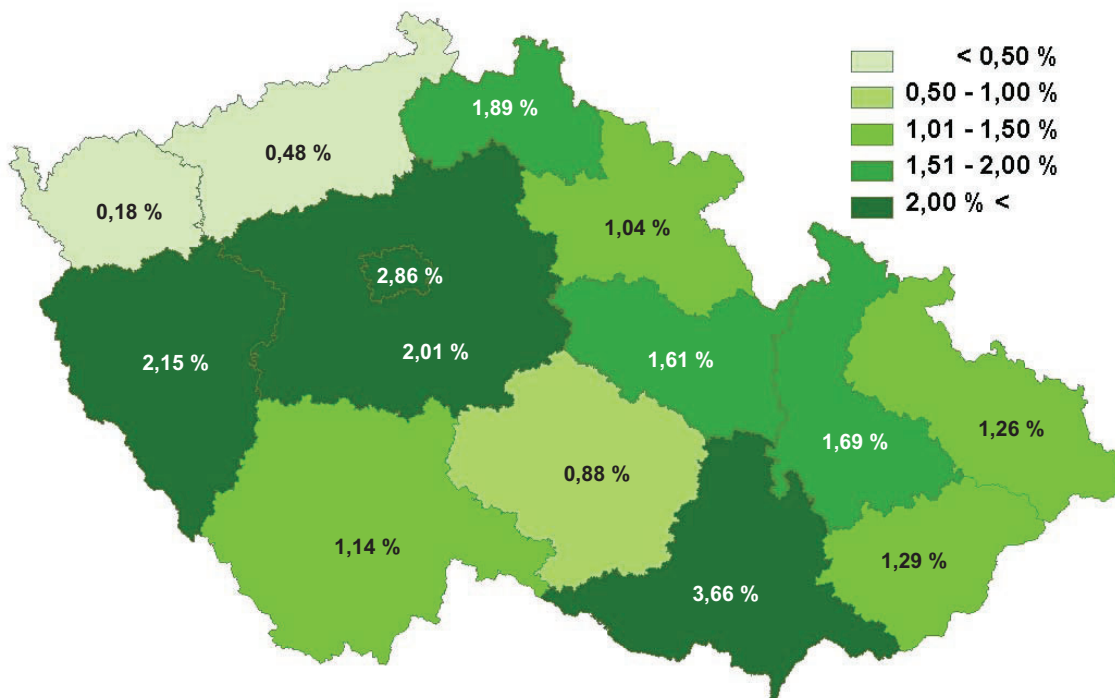 < 0,50 %
0,50 - 1,00 %
1,01 - 1,50 %
1,51 - 2,00 %
2,00 % <
1,89 %
0,48 %
0,18 %
1,04 %
2,86 %
2,01 %
2,15 %
1,61 %
1,26 %
1,69 %
0,88 %
1,14 %
1,29 %
3,66 %